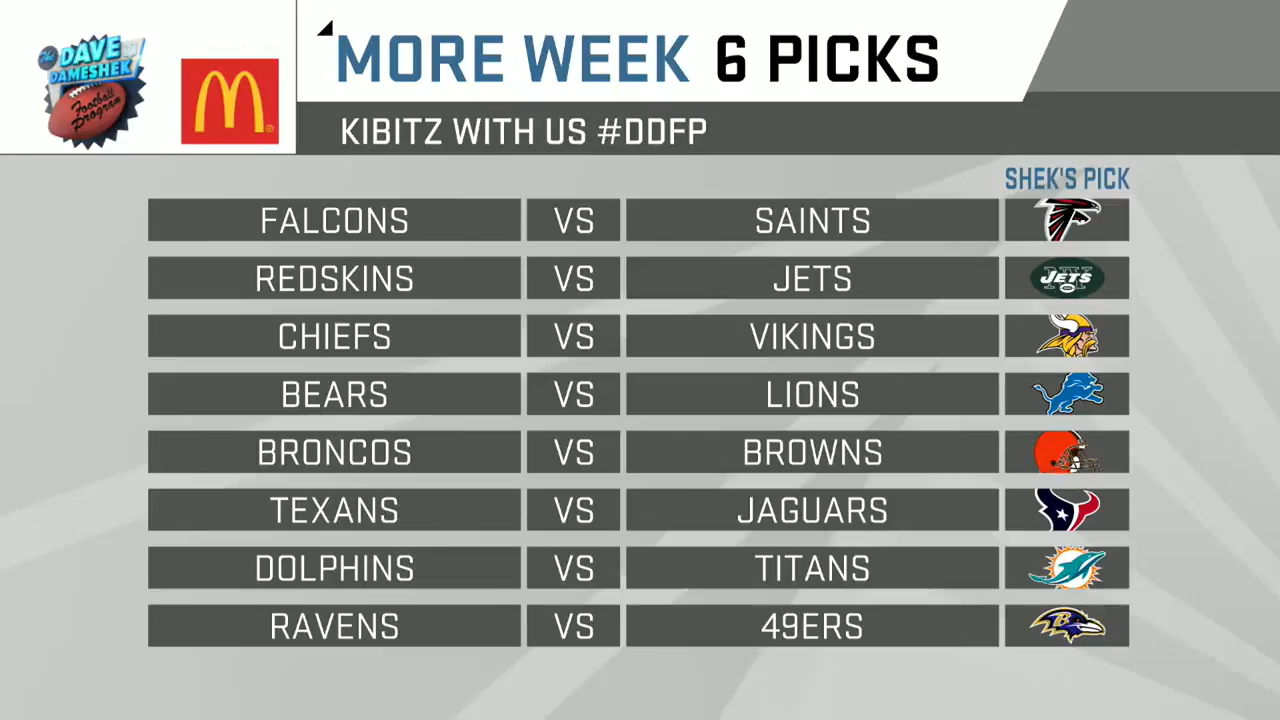 The DAVE
DAMESHEK
Football
Program
MORE WEEK 6 PICKS
KIBITZ WITH US #DDFP
SHEK'S PICK
FALCONS VS SAINTS
REDSKINS VS JETS JETS
CHIEFS VS VIKINGS
BEARS VS LIONS
BRONCOS VS BROWNS
TEXANS VS JAGUARS
DOLPHINS VS TITANS
RAVENS VS 49ERS B